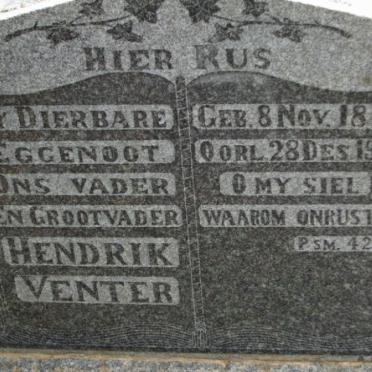 HIER RUS
DIERBARE
EGGENOOT
ONS VADER
EN GROOTVADER
HENDRIK
VENTER
GEB. 8 NOV. 18
OORL. 28 DES. 19
O MY SIEL
WAAROM ONRUST
PSM. 42